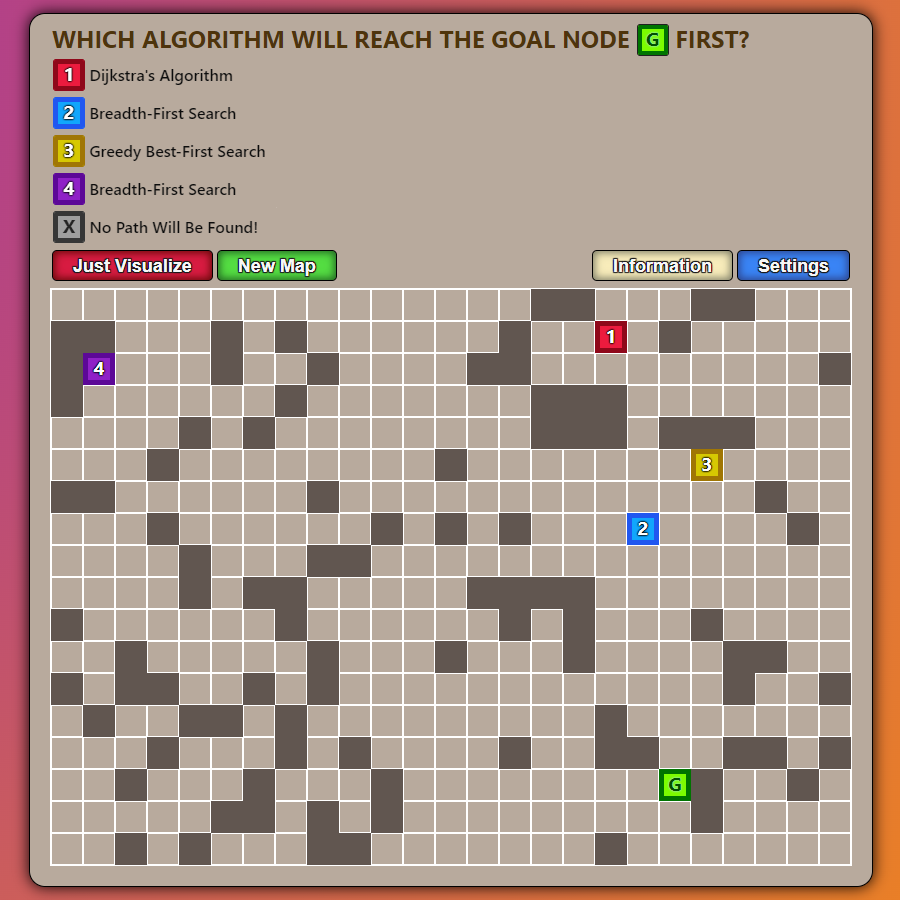 WHICH ALGORITHM WILL REACH THE GOAL NODE G FIRST?
1 Dijkstra's Algorithm
2 Breadth-First Search
3 Greedy Best-First Search
4 Breadth-First Search
X No Path Will Be Found!
Just Visualize New Map Information Settings
1
4
3
2
G